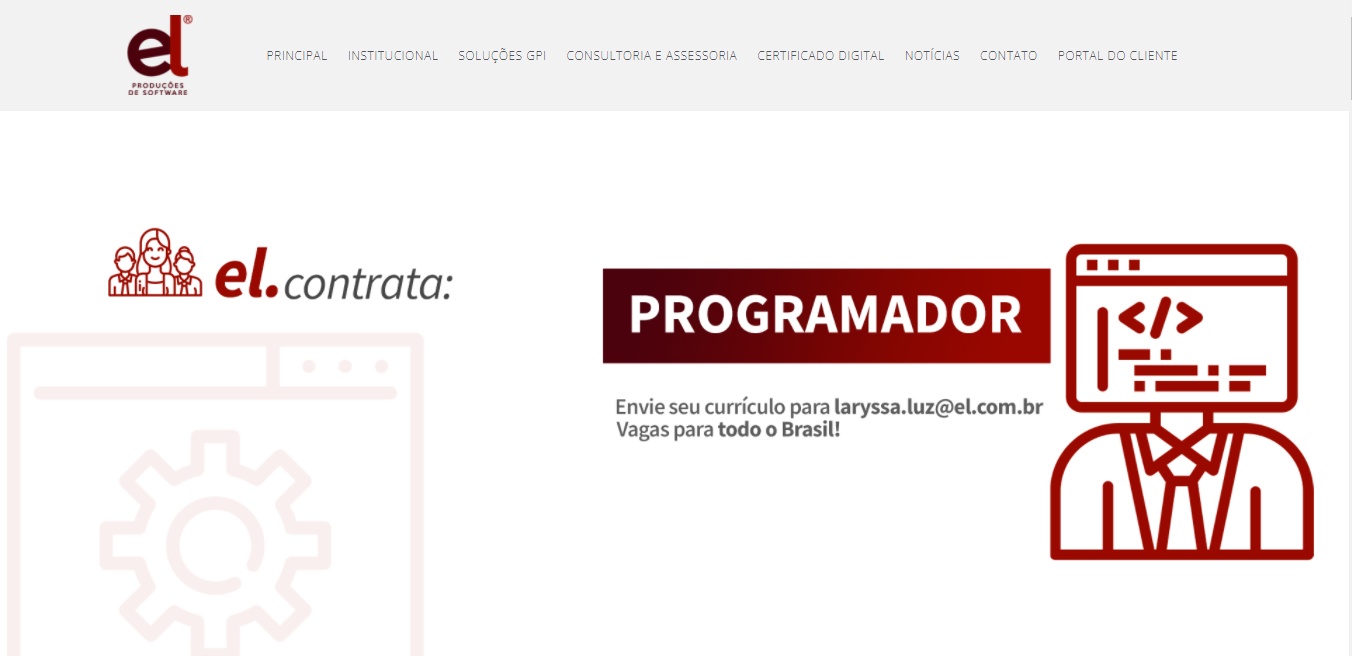 el®
PRODUÇÕES
DE SOFTWARE
PRINCIPAL INSTITUCIONAL SOLUÇÕES GPI CONSULTORIA E ASSESSORIA CERTIFICADO DIGITAL NOTÍCIAS CONTATO PORTAL DO CLIENTE
el.contrata:
PROGRAMADOR
</>
Envie seu currículo para laryssa.luz@el.com.br
Vagas para todo o Brasil!